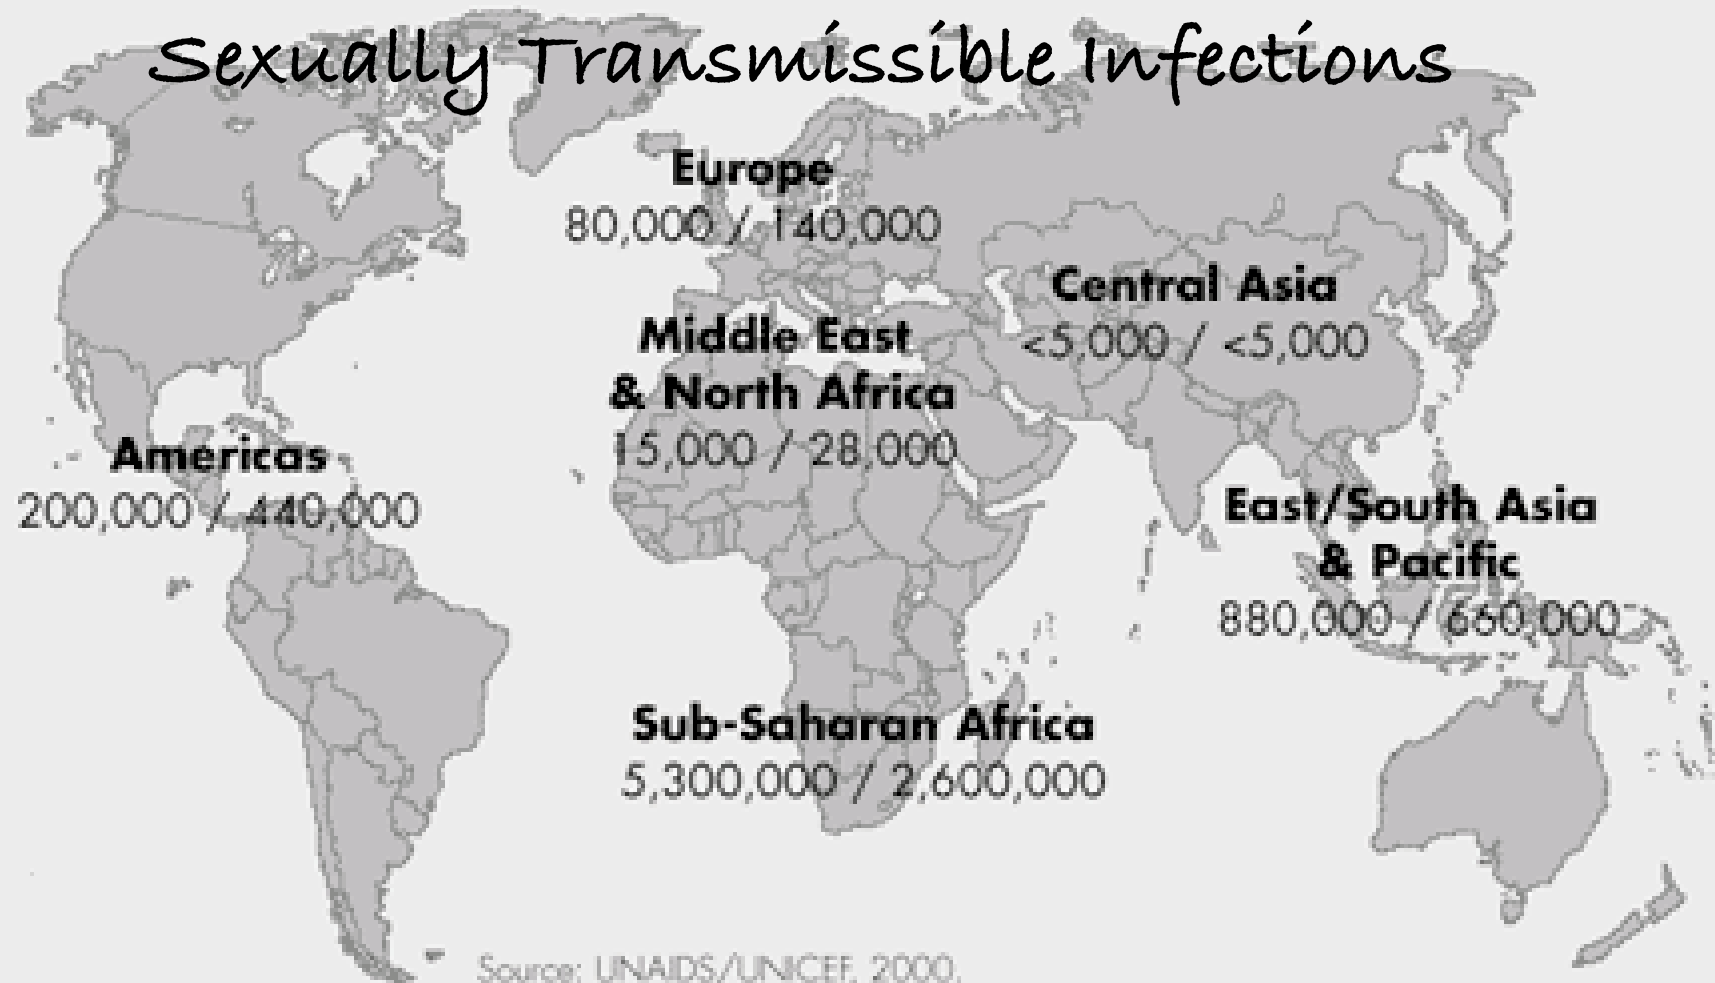 Sexually Transmissible Infections
Europe
80,000 / 140,000
Central Asia
<5,000 / <5,000
Middle East
& North Africa
15,000 / 28,000
Americas
200,000 / 440,000
East/South Asia
& Pacific
880,000 / 660,000
Sub-Saharan Africa
5,300,000 / 2,600,000
Source: UNAIDS/UNICEF, 2000.